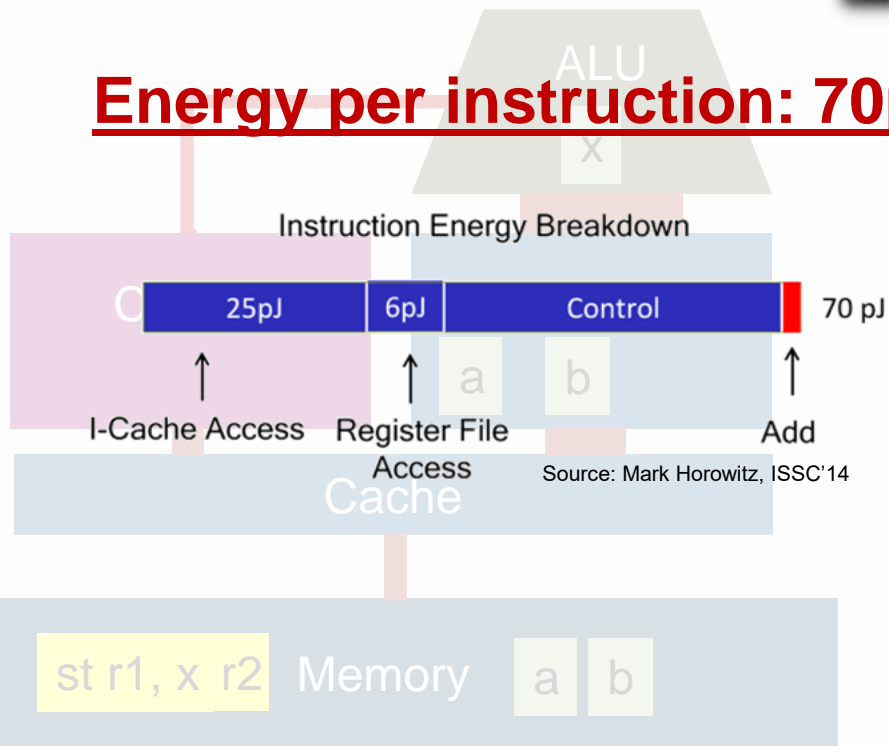 ALU
Energy per instruction: 70
x
Instruction Energy Breakdown
C
25pJ 6pJ Control 70 pJ
a b
I-Cache Access Register File Access Add
Source: Mark Horowitz, ISSC'14
Cache
st r1, x r2 Memory a b